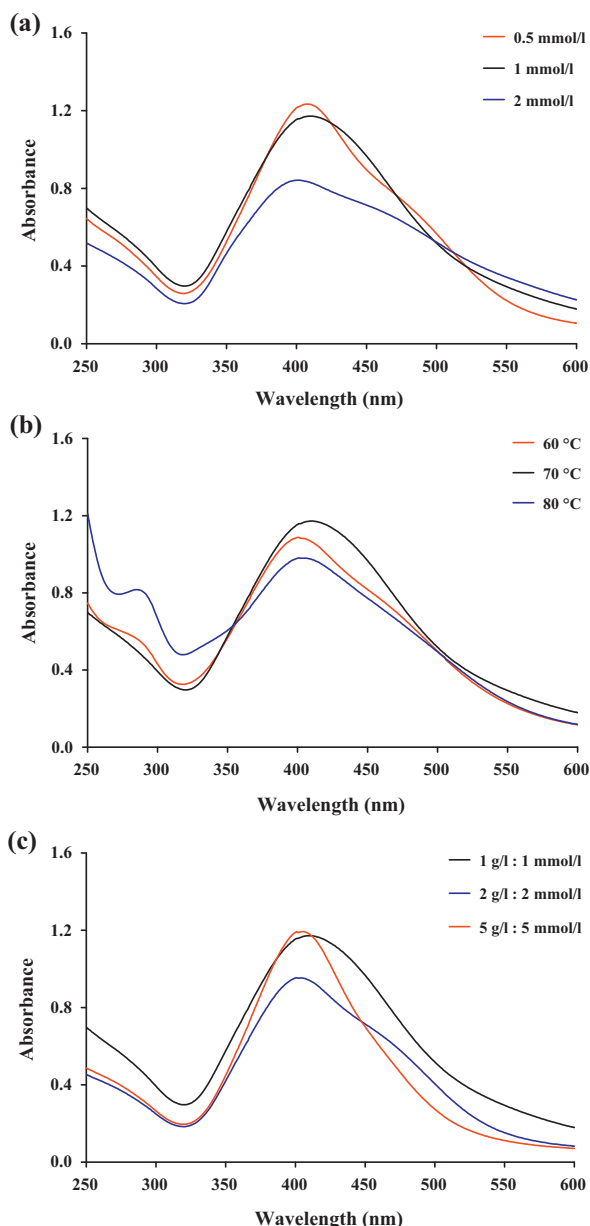 (a)
1.6
0.5 mmol/l
1 mmol/l
1.2
2 mmol/l
Absorbance
0.8
0.4
0.0
250 300 350 400 450 500 550 600
Wavelength (nm)
(b)
1.6
60 °C
70 °C
80 °C
1.2
Absorbance
0.8
0.4
0.0
250 300 350 400 450 500 550 600
Wavelength (nm)
(c)
1.6
1 g/l : 1 mmol/l
2 g/l : 2 mmol/l
5 g/l : 5 mmol/l
1.2
Absorbance
0.8
0.4
0.0
250 300 350 400 450 500 550 600
Wavelength (nm)